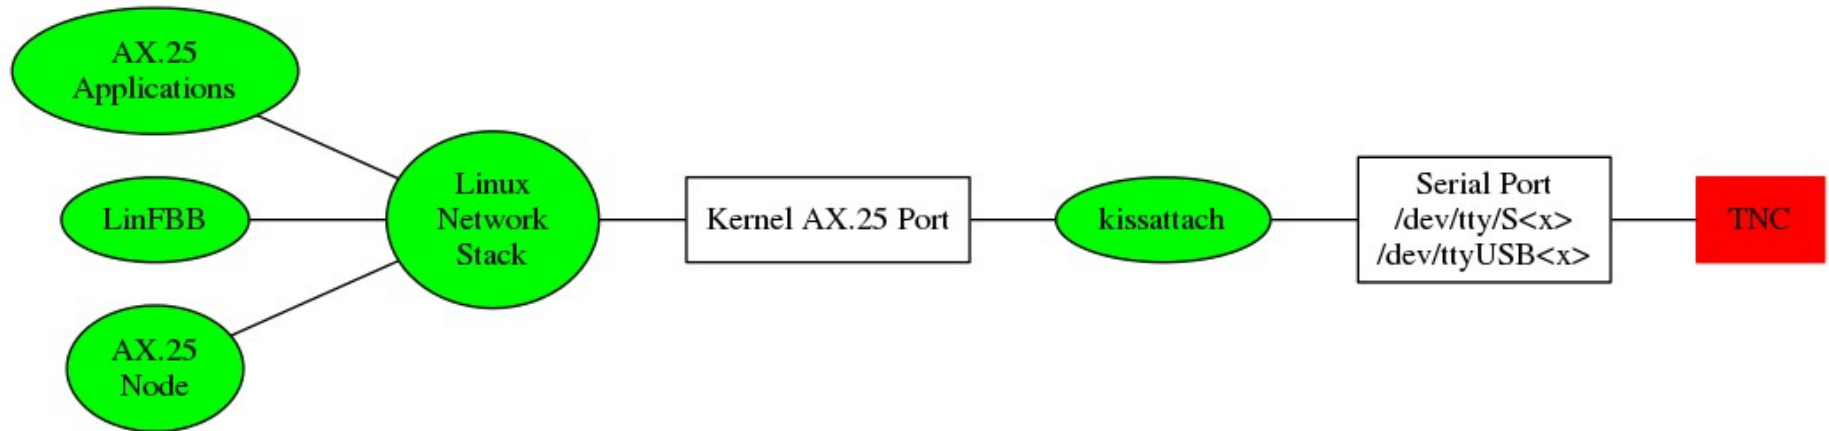 AX.25
Applications
LinFBB
AX.25
Node
Linux
Network
Stack
Kernel AX.25 Port
kissattach
Serial Port
/dev/tty/S<x>
/dev/ttyUSB<x>
TNC